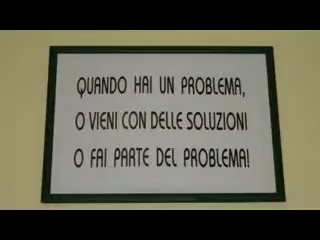 QUANDO HAI UN PROBLEMA,
O VIENI CON DELLE SOLUZIONI
O FAI PARTE DEL PROBLEMA!